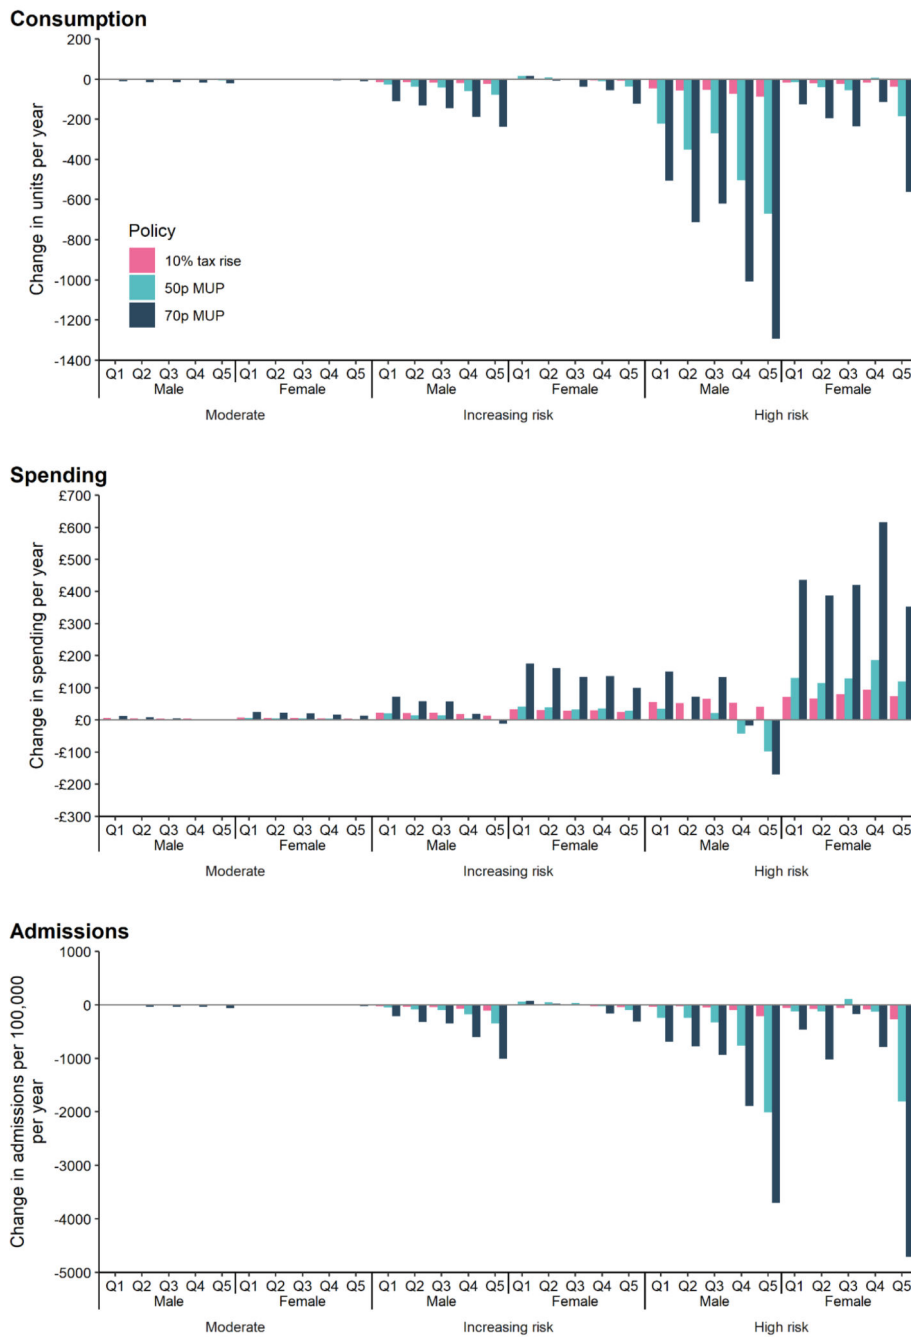 Consumption
Change in units per year
200
0
-200
-400
-600
-800
-1000
-1200
-1400
Policy
10% tax rise
50p MUP
70p MUP
Q1 Q2 Q3 Q4 Q5 Q1 Q2 Q3 Q4 Q5 Q1 Q2 Q3 Q4 Q5 Q1 Q2 Q3 Q4 Q5 Q1 Q2 Q3 Q4 Q5 Q1 Q2 Q3 Q4 Q5
Male Female Male Female Male Female
Moderate Increasing risk High risk
Spending
Change in spending per year
£700
£600
£500
£400
£300
£200
£100
£0
-£100
-£200
-£300
Q1 Q2 Q3 Q4 Q5 Q1 Q2 Q3 Q4 Q5 Q1 Q2 Q3 Q4 Q5 Q1 Q2 Q3 Q4 Q5 Q1 Q2 Q3 Q4 Q5 Q1 Q2 Q3 Q4 Q5
Male Female Male Female Male Female
Moderate Increasing risk High risk
Admissions
Change in admissions per 100,000
per year
1000
0
-1000
-2000
-3000
-4000
-5000
Q1 Q2 Q3 Q4 Q5 Q1 Q2 Q3 Q4 Q5 Q1 Q2 Q3 Q4 Q5 Q1 Q2 Q3 Q4 Q5 Q1 Q2 Q3 Q4 Q5 Q1 Q2 Q3 Q4 Q5
Male Female Male Female Male Female
Moderate Increasing risk High risk